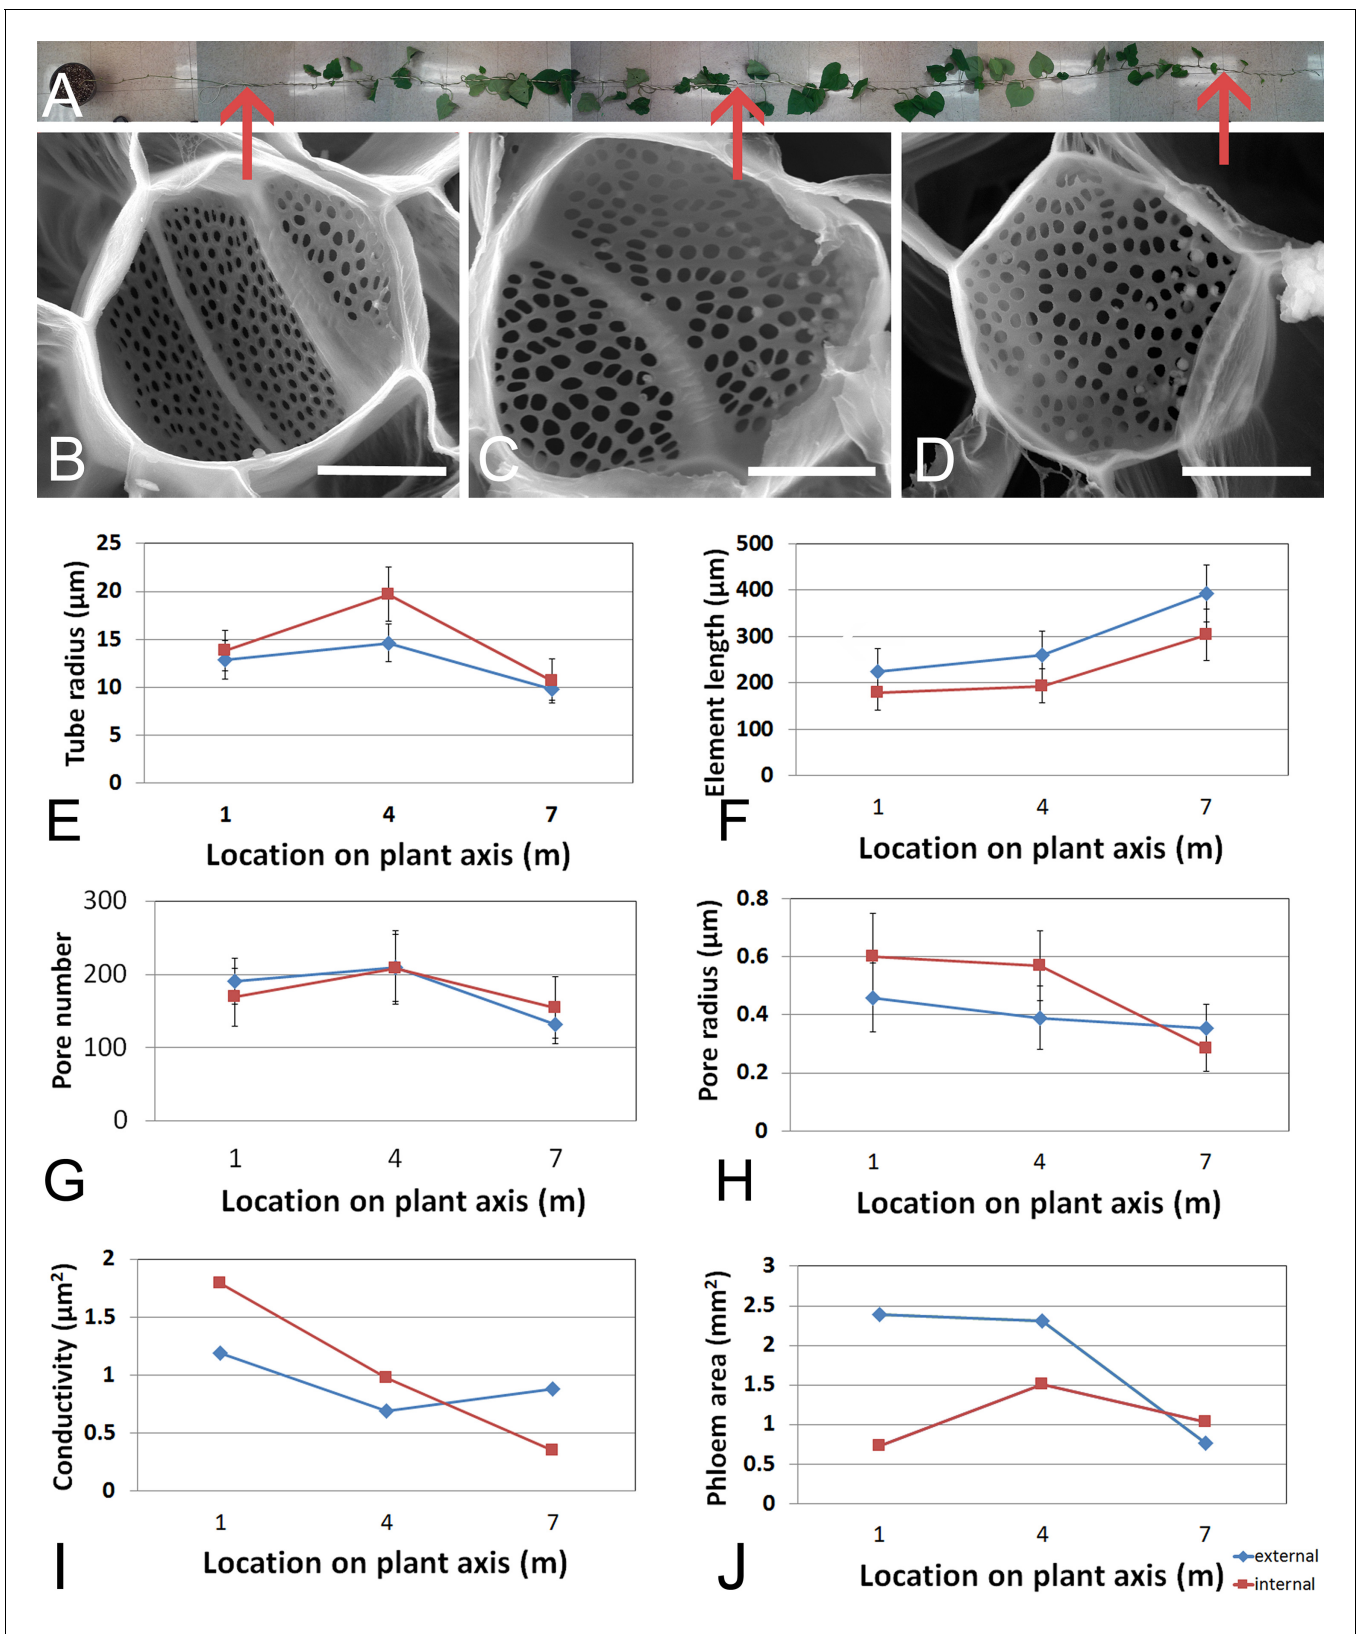 A
B
C
D
25
20
15
10
5
0
Tube radius (µm)
1 4 7
E
Location on plant axis (m)
500
400
300
200
100
0
Element length (µm)
1 4 7
F
Location on plant axis (m)
300
200
100
0
Pore number
1 4 7
G
Location on plant axis (m)
0.8
0.6
0.4
0.2
0
Pore radius (µm)
1 4 7
H
Location on plant axis (m)
2
1.5
1
0.5
0
Conductivity (µm²)
1 4 7
I
Location on plant axis (m)
3
2.5
2
1.5
1
0.5
0
Phloem area (mm²)
1 4 7
J
Location on plant axis (m)
external
internal